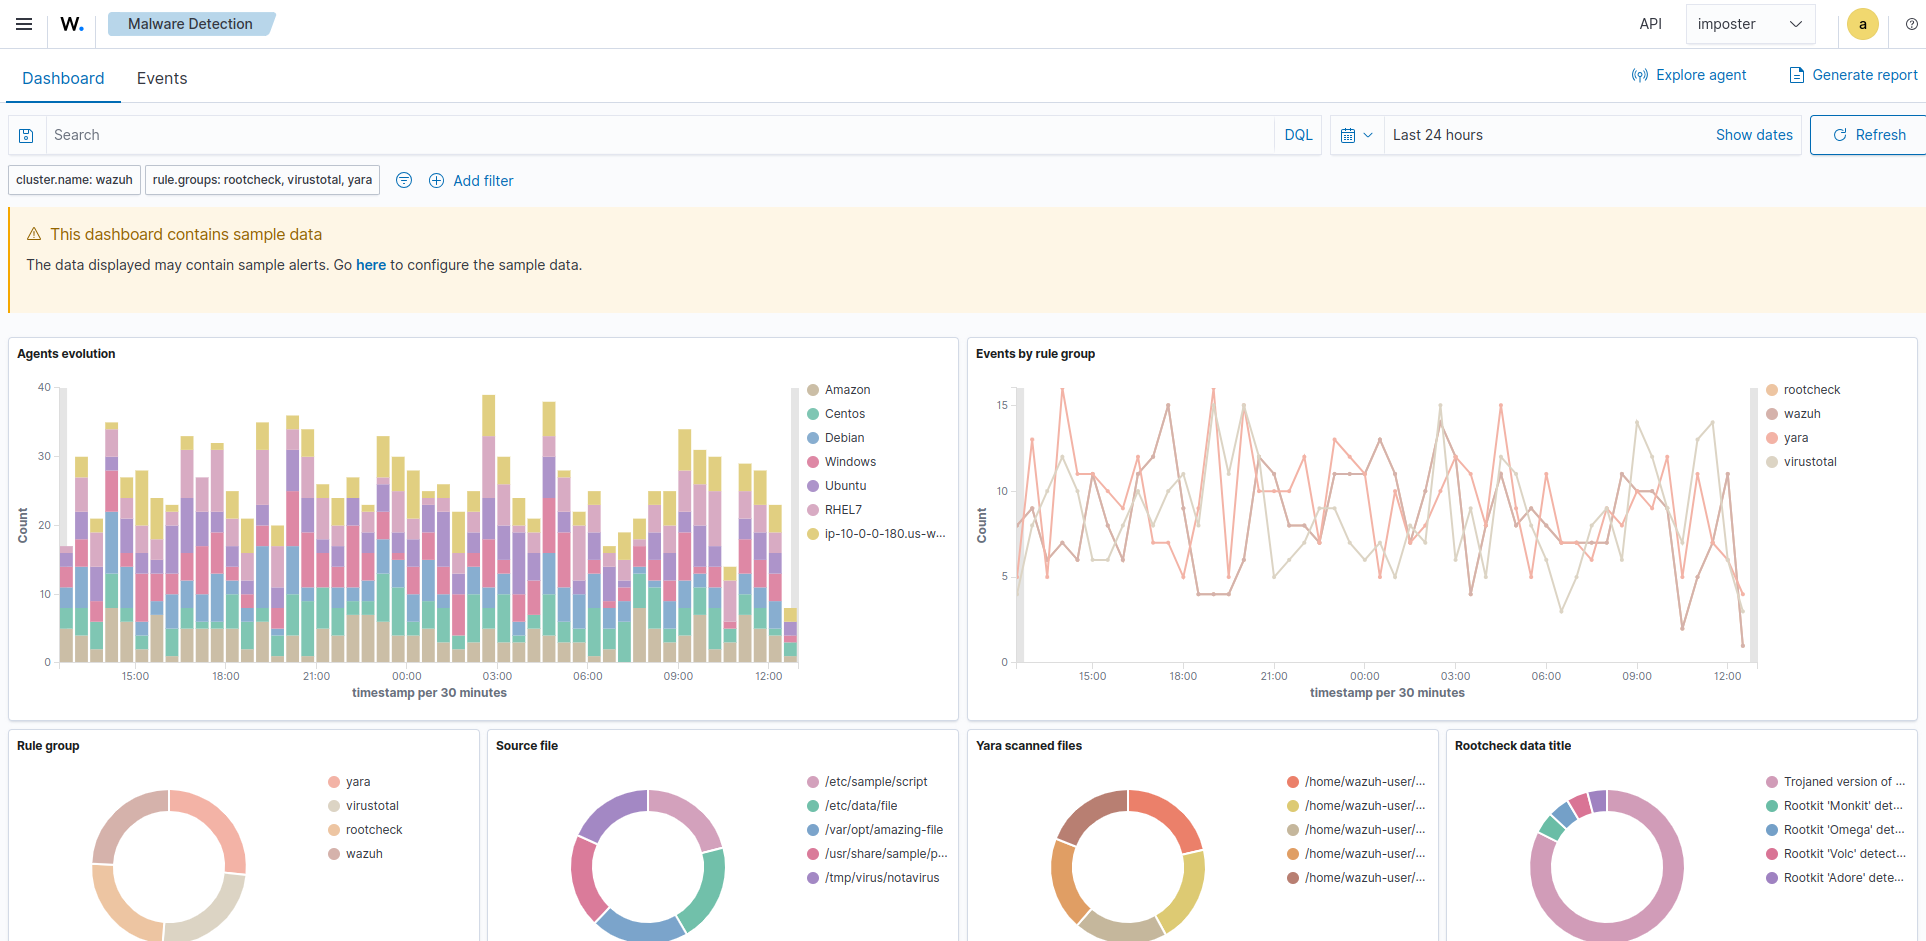 W.
Malware Detection
API
imposter
a
Dashboard
Events
Explore agent
Generate report
Search
DQL
Last 24 hours
Show dates
Refresh
cluster.name: wazuh
rule.groups: rootcheck, virustotal, yara
Add filter
This dashboard contains sample data
The data displayed may contain sample alerts. Go here to configure the sample data.
Agents evolution
40
30
20
10
0
Count
15:00
18:00
21:00
00:00
03:00
06:00
09:00
12:00
timestamp per 30 minutes
Amazon
Centos
Debian
Windows
Ubuntu
RHEL7
ip-10-0-0-180.us-w...
Events by rule group
15
10
5
0
Count
15:00
18:00
21:00
00:00
03:00
06:00
09:00
12:00
timestamp per 30 minutes
rootcheck
wazuh
yara
virustotal
Rule group
yara
virustotal
rootcheck
wazuh
Source file
/etc/sample/script
/etc/data/file
/var/opt/amazing-file
/usr/share/sample/p...
/tmp/virus/notavirus
Yara scanned files
/home/wazuh-user/...
/home/wazuh-user/...
/home/wazuh-user/...
/home/wazuh-user/...
/home/wazuh-user/...
Rootcheck data title
Trojaned version of ...
Rootkit 'Monkit' det...
Rootkit 'Omega' det...
Rootkit 'Volc' detect...
Rootkit 'Adore' dete...